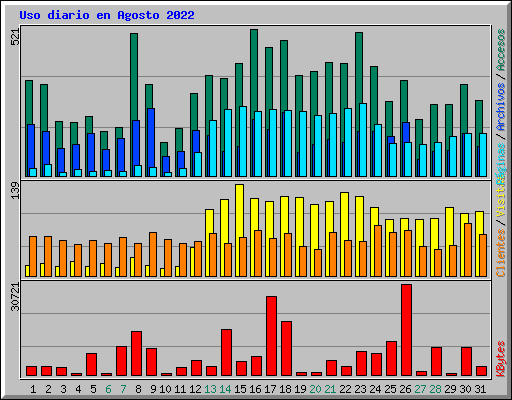 Uso diario en Agosto 2022
521
139
30721
Clientes / Visitas
KBytes
Páginas / Archivos / Accesos
1 2 3 4 5 6 7 8 9 10 11 12 13 14 15 16 17 18 19 20 21 22 23 24 25 26 27 28 29 30 31